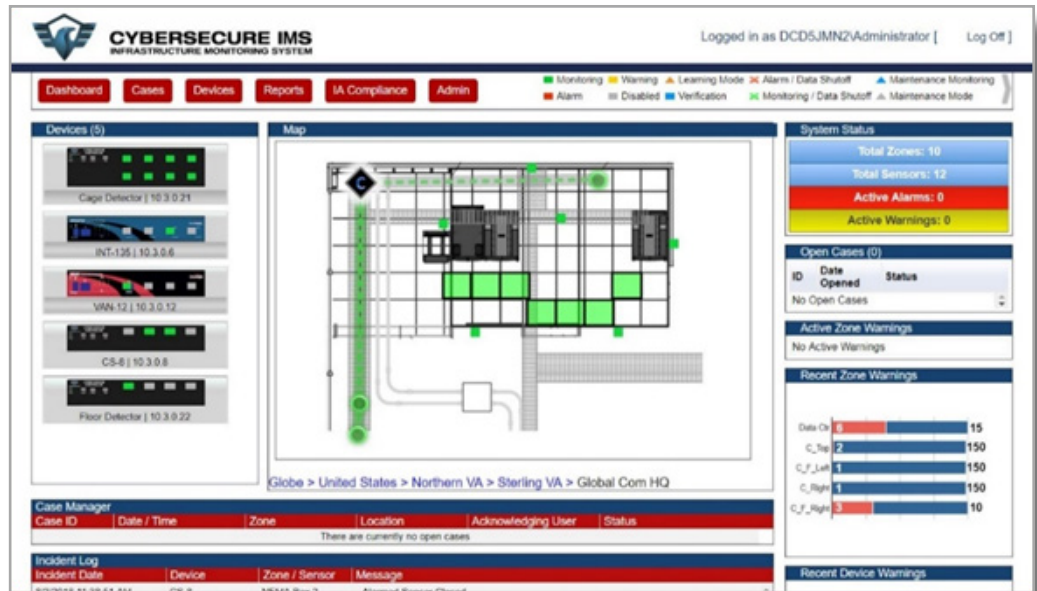 CYBERSECURE IMS
INFRASTRUCTURE MONITORING SYSTEM
Logged in as DCD5JMN2\Administrator [ Log Off ]
Dashboard Cases Devices Reports IA Compliance Admin
Monitoring Warning Learning Mode Alarm / Data Shutoff Maintenance Monitoring
Alarm Disabled Verification Monitoring / Data Shutoff Maintenance Mode
Devices (5)
Cage Detector | 10.3.0.21
INT-135 | 10.3.0.6
VAN-12 | 10.3.0.12
CS-8 | 10.3.0.8
Floor Detector | 10.3.0.22
Map
C
Globe > United States > Northern VA > Sterling VA > Global Com HQ
System Status
Total Zones: 10
Total Sensors: 12
Active Alarms: 0
Active Warnings: 0
Open Cases (0)
ID Date Opened Status
No Open Cases
Active Zone Warnings
No Active Warnings
Recent Zone Warnings
Data Ctr 6 15
C_Top 2 150
C_F_Left 1 150
C_Right 1 150
C_F_Right 3 10
Case Manager
Case ID Date / Time Zone Location Acknowledging User Status
There are currently no open cases
Incident Log
Incident Date Device Zone / Sensor Message
Recent Device Warnings